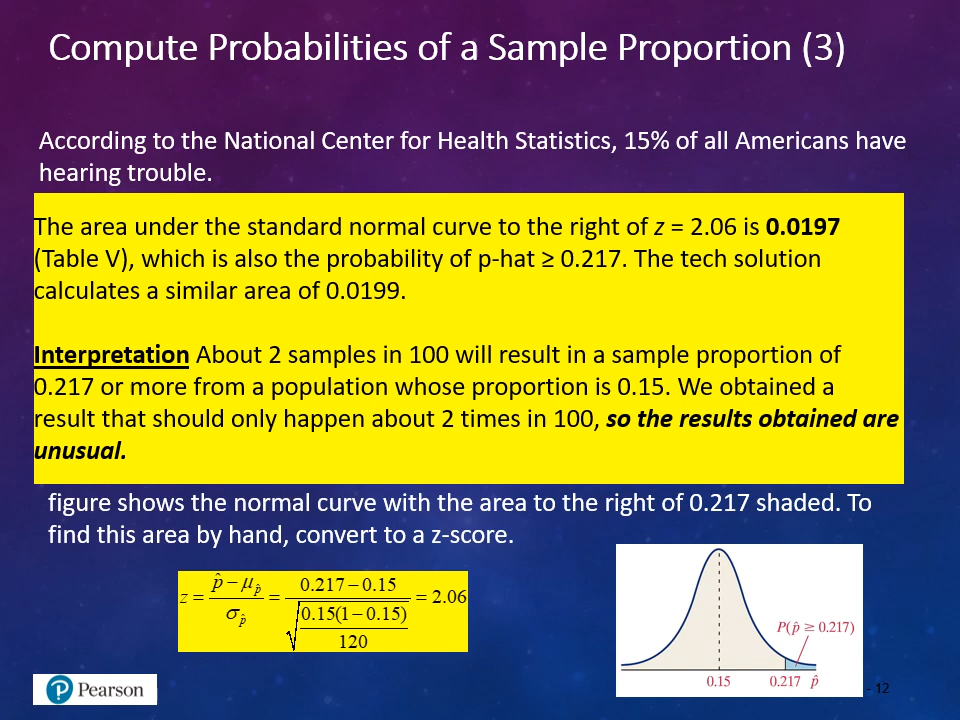 Compute Probabilities of a Sample Proportion (3)
According to the National Center for Health Statistics, 15% of all Americans have
hearing trouble.
The area under the standard normal curve to the right of z = 2.06 is 0.0197
(Table V), which is also the probability of p-hat ≥ 0.217. The tech solution
calculates a similar area of 0.0199.
Interpretation About 2 samples in 100 will result in a sample proportion of
0.217 or more from a population whose proportion is 0.15. We obtained a
result that should only happen about 2 times in 100, so the results obtained are
unusual.
figure shows the normal curve with the area to the right of 0.217 shaded. To
find this area by hand, convert to a z-score.
z = (p̂ − μp̂) / σp̂ = (0.217 − 0.15) / √(0.15(1 − 0.15) / 120) = 2.06
P(p̂ ≥ 0.217)
0.15 0.217 p̂
Pearson
- 12